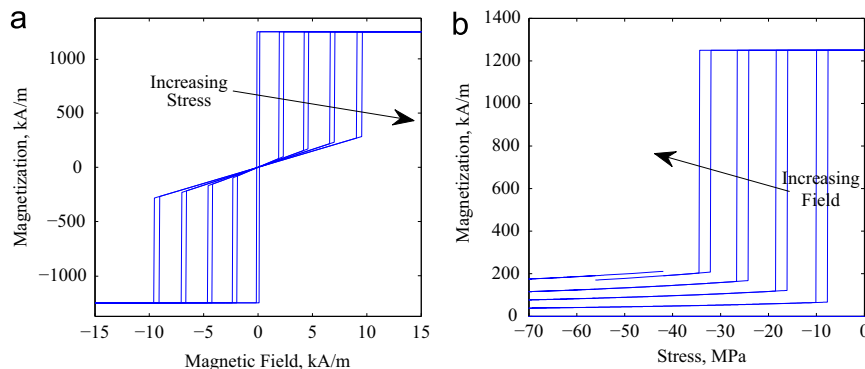 a
1000
500
0
−500
−1000
Magnetization, kA/m
Increasing
Stress
−15
−10
−5
0
5
10
15
Magnetic Field, kA/m
b
1400
1200
1000
800
600
400
200
0
Magnetization, kA/m
Increasing
Field
−70
−60
−50
−40
−30
−20
−10
0
Stress, MPa